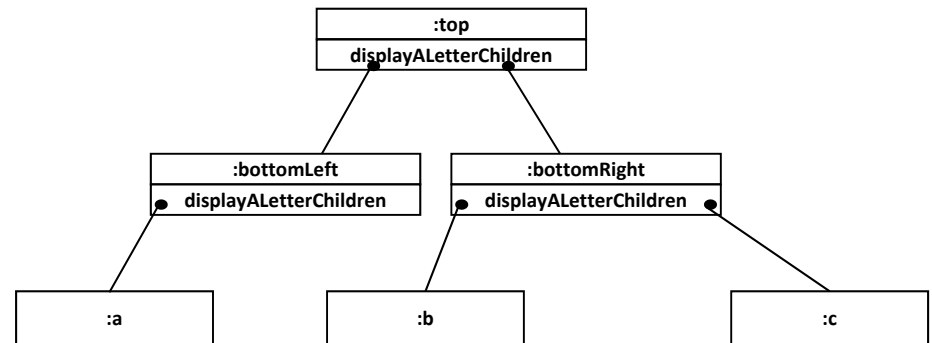 :top
displayALetterChildren
:bottomLeft
displayALetterChildren
:bottomRight
displayALetterChildren
:a
:b
:c